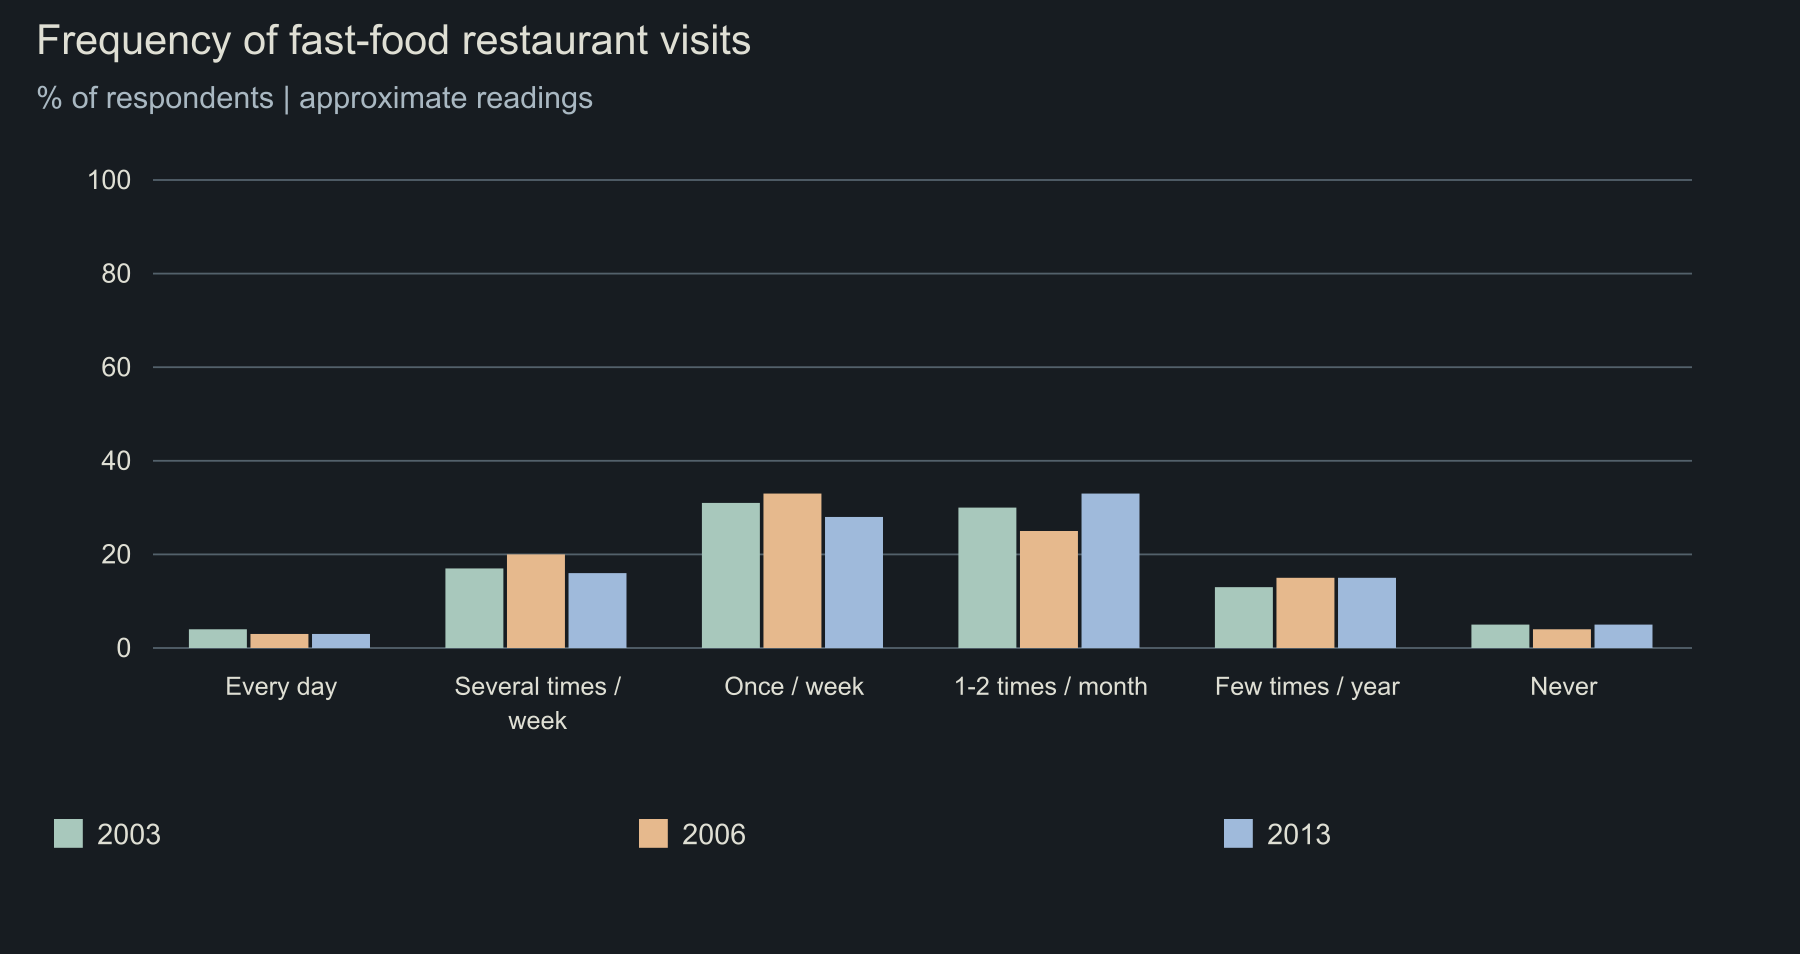 Frequency of fast-food restaurant visits
% of respondents | approximate readings
100
80
60
40
20
0
Every day
Several times /
week
Once / week
1-2 times / month
Few times / year
Never
2003
2006
2013